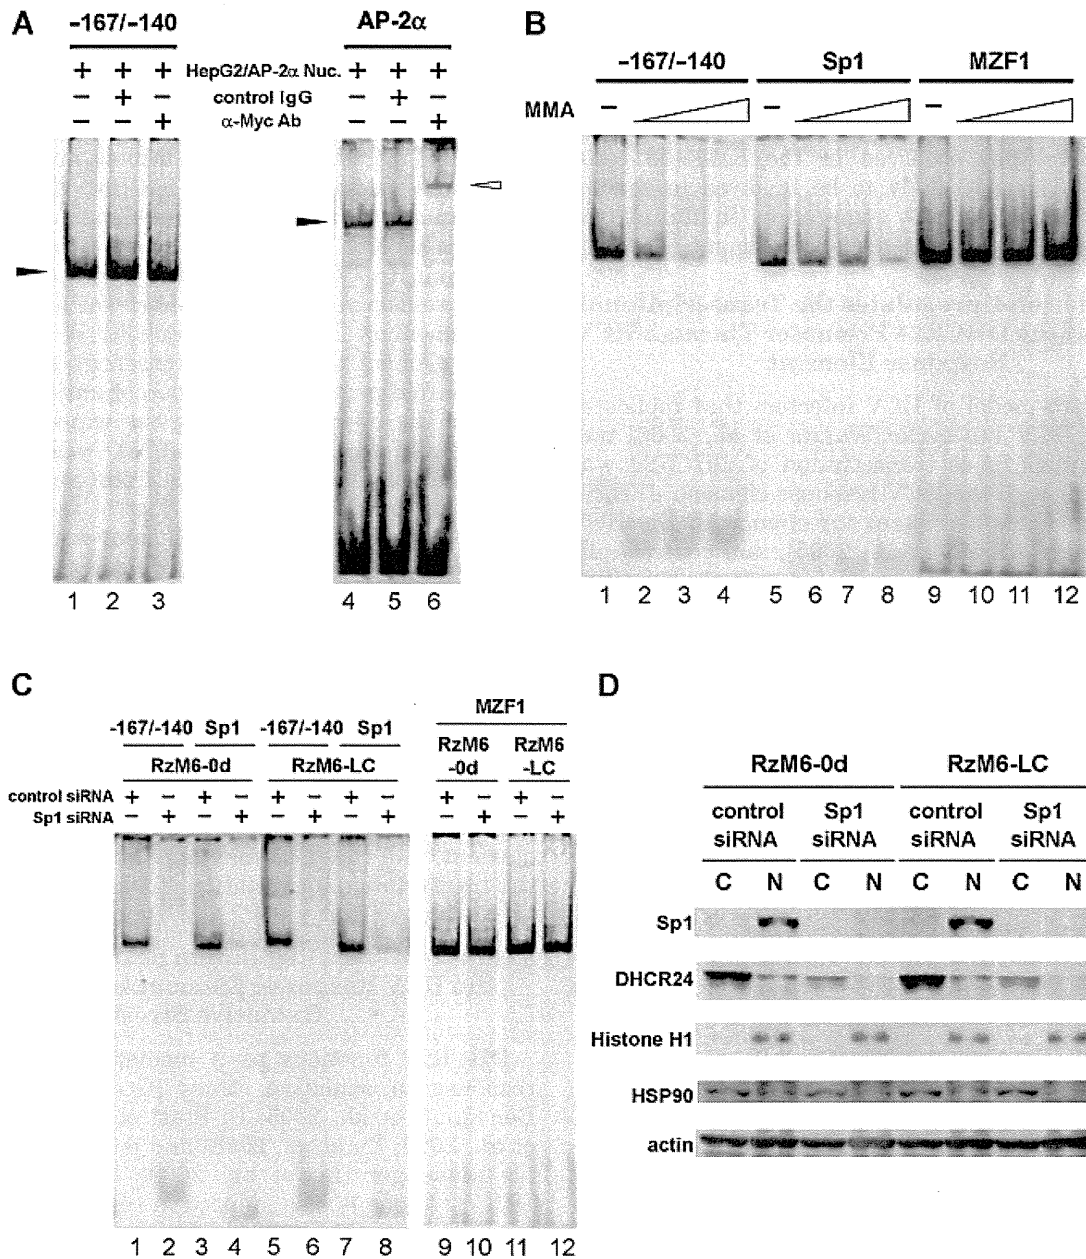 A
-167/-140
AP-2α
+ + + HepG2/AP-2α Nuc. + + +
− + − control IgG − + −
− − + α-Myc Ab − − +
1 2 3
4 5 6
B
-167/-140 Sp1 MZF1
MMA − − −
1 2 3 4 5 6 7 8 9 10 11 12
C
-167/-140 Sp1 -167/-140 Sp1
RzM6-0d RzM6-LC
MZF1
RzM6 RzM6
-0d -LC
control siRNA + − + − + − + − + − + −
Sp1 siRNA − + − + − + − + − + − +
1 2 3 4 5 6 7 8 9 10 11 12
D
RzM6-0d RzM6-LC
control Sp1 control Sp1
siRNA siRNA siRNA siRNA
C N C N C N C N
Sp1
DHCR24
Histone H1
HSP90
actin